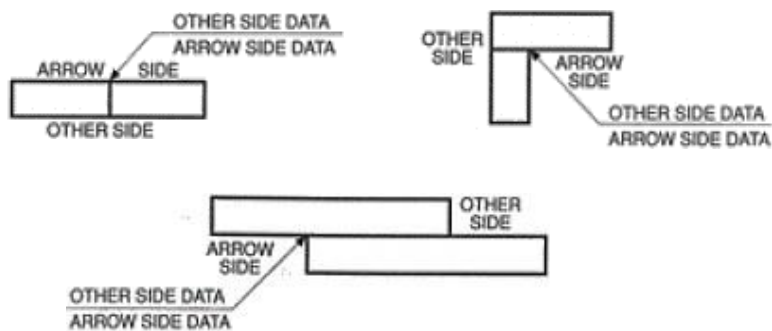 OTHER SIDE DATA
ARROW SIDE DATA
ARROW SIDE
OTHER SIDE
OTHER
SIDE
ARROW
SIDE
OTHER SIDE DATA
ARROW SIDE DATA
OTHER
SIDE
ARROW
SIDE
OTHER SIDE DATA
ARROW SIDE DATA